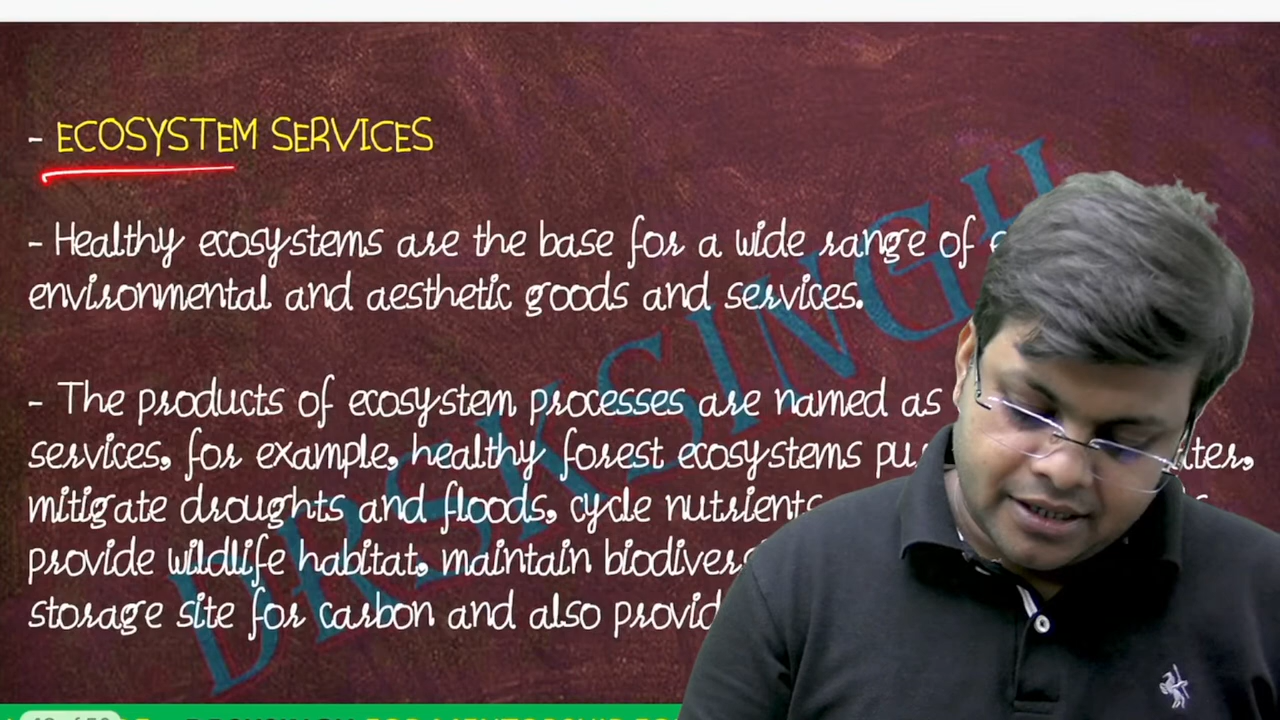 - ECOSYSTEM SERVICES
- Healthy ecosystems are the base for a wide range of
environmental and aesthetic goods and services.
- The products of ecosystem processes are named as
services, for example, healthy forest ecosystems
mitigate droughts and floods, cycle nutrients
provide wildlife habitat, maintain
storage site for carbon and also
DRSKSINGH